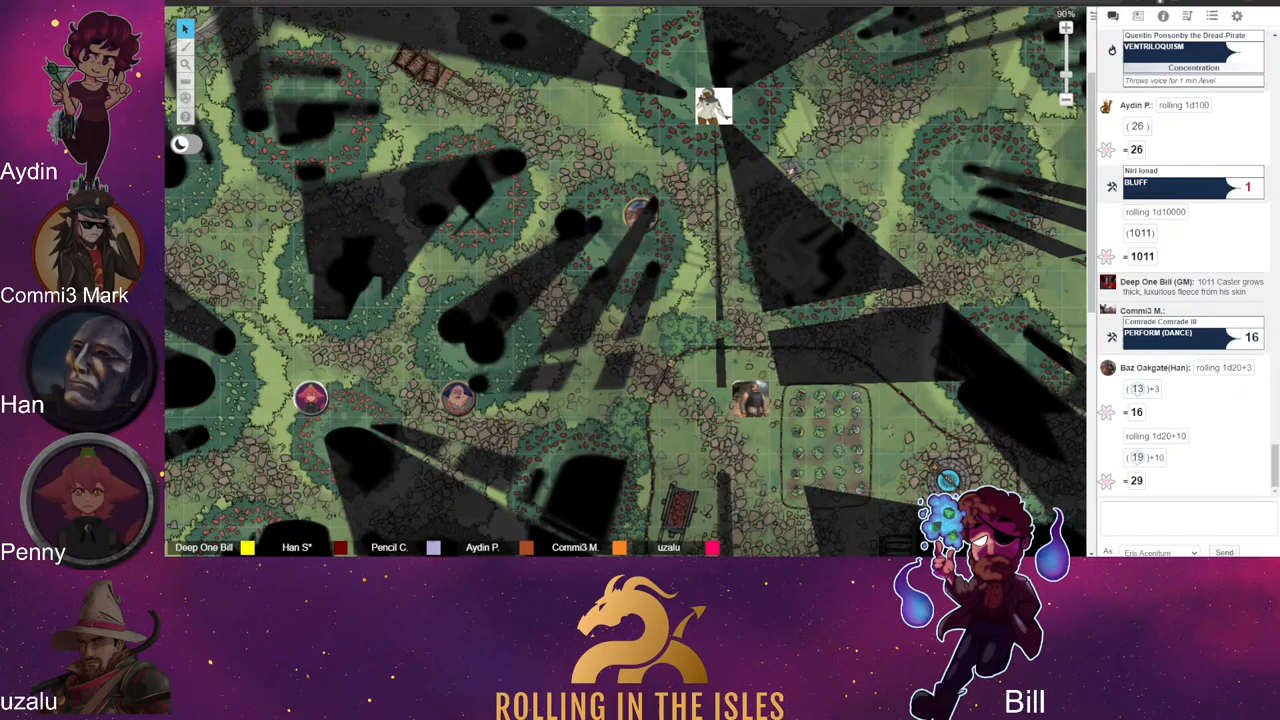 Aydin
Commi3 Mark
Han
Penny
uzalu
90%
Deep One Bill
Han S*
Pencil C.
Aydin P.
Commi3 M.
uzalu
Quentin Ponsonby the Dread-Pirate
VENTRILOQUISM
Concentration
Throws voice for 1 min./level.
Aydin P.: rolling 1d100
( 26 )
= 26
Niri Ionad
BLUFF 1
rolling 1d10000
(1011)
= 1011
Deep One Bill (GM): 1011 Caster grows
thick, luxurious fleece from his skin
Commi3 M.:
Comrade Comrade III
PERFORM (DANCE) 16
Baz Oakgate(Han): rolling 1d20+3
( 13 )+3
= 16
rolling 1d20+10
( 19 )+10
= 29
As: Eris Aconitum Send
ROLLING IN THE ISLES
Bill